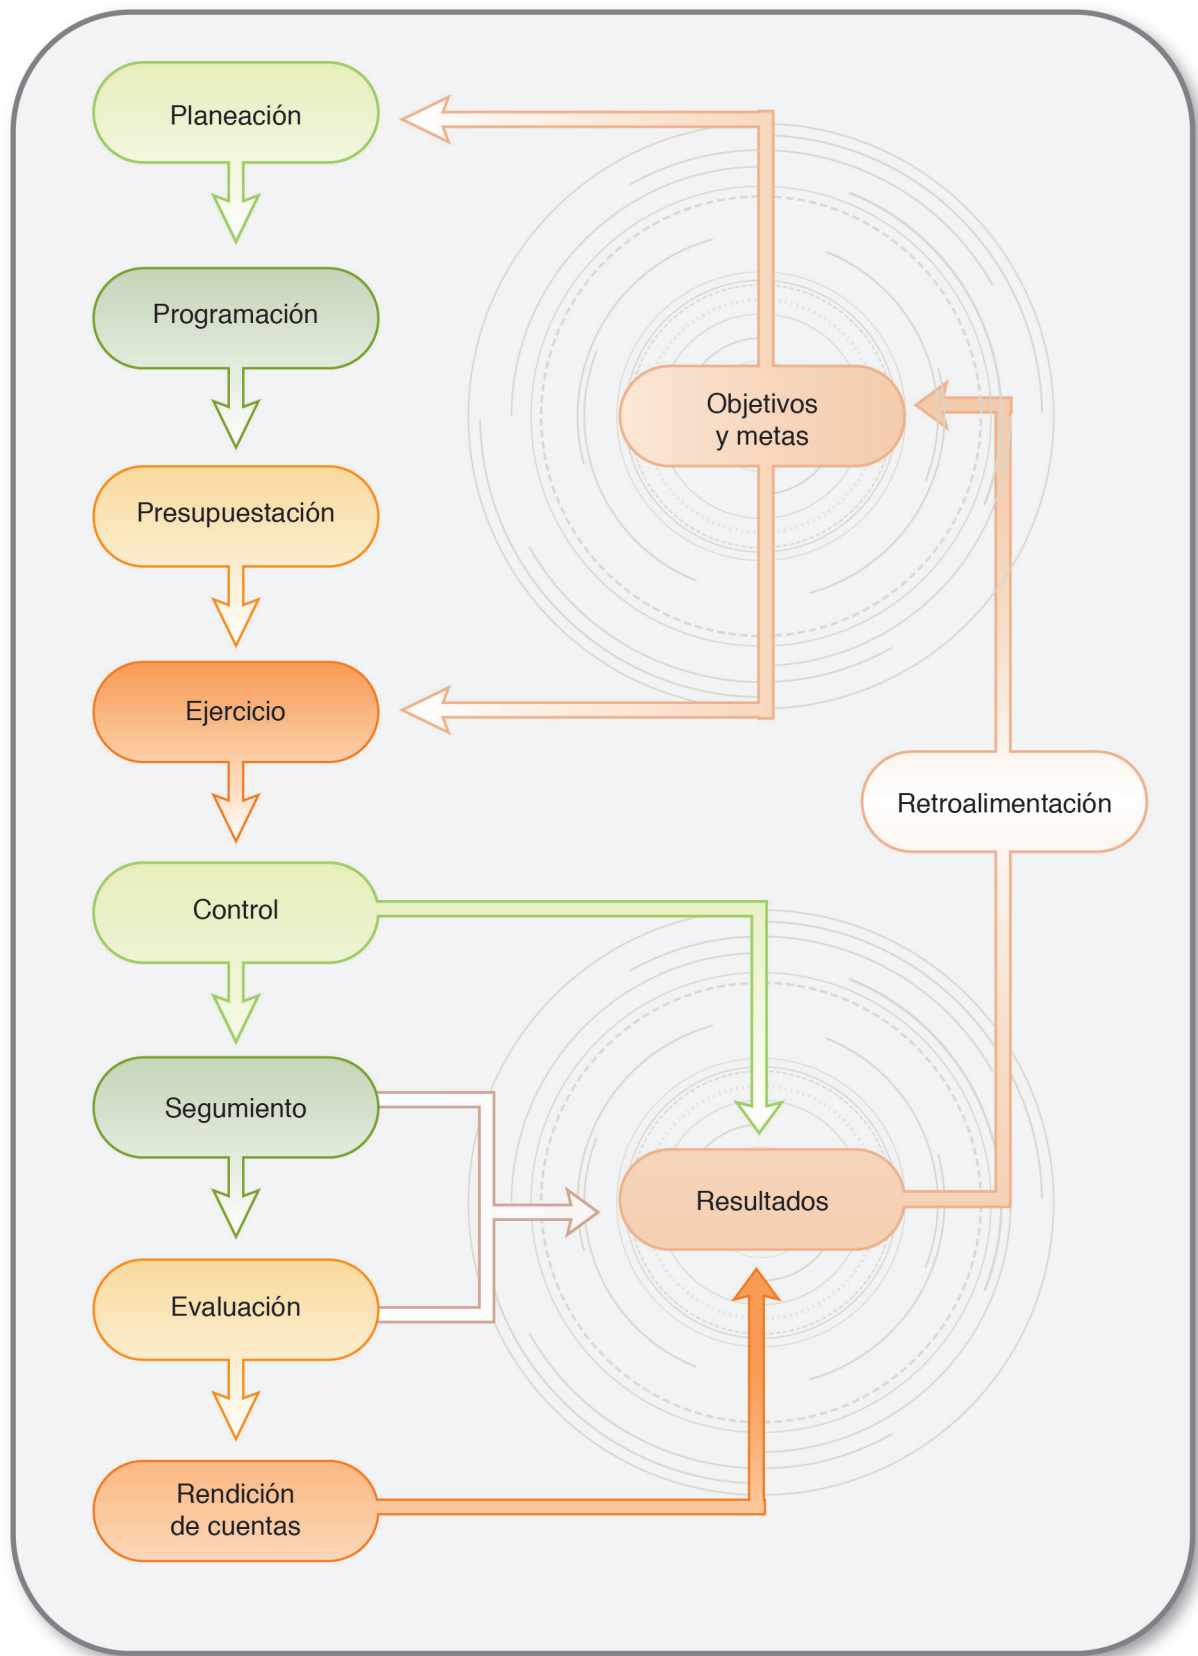 Planeación
Programación
Objetivos
y metas
Presupuestación
Ejercicio
Retroalimentación
Control
Segumiento
Resultados
Evaluación
Rendición
de cuentas